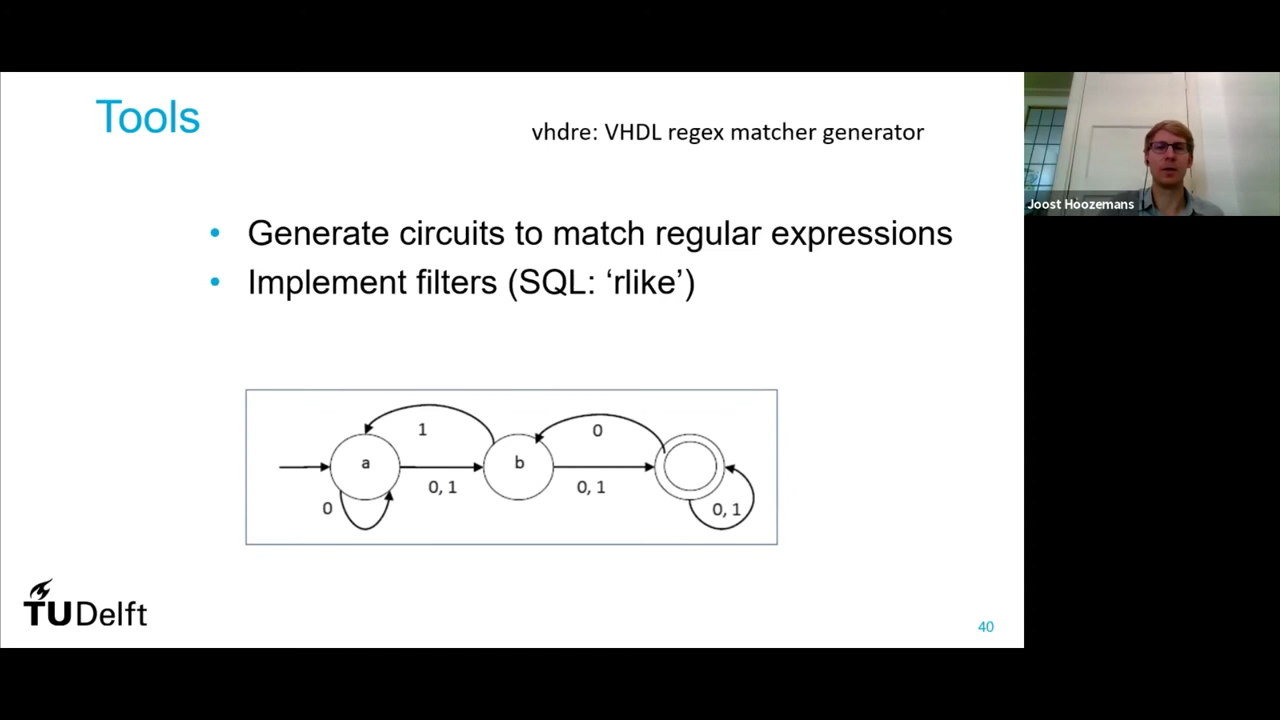 Tools
vhdre: VHDL regex matcher generator
Joost Hoozemans
• Generate circuits to match regular expressions
• Implement filters (SQL: ‘rlike’)
1
0
a
b
0, 1
0, 1
0
0, 1
TUDelft
40